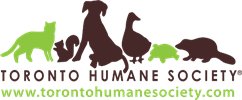 TORONTO HUMANE SOCIETY®
www.torontohumanesociety.com